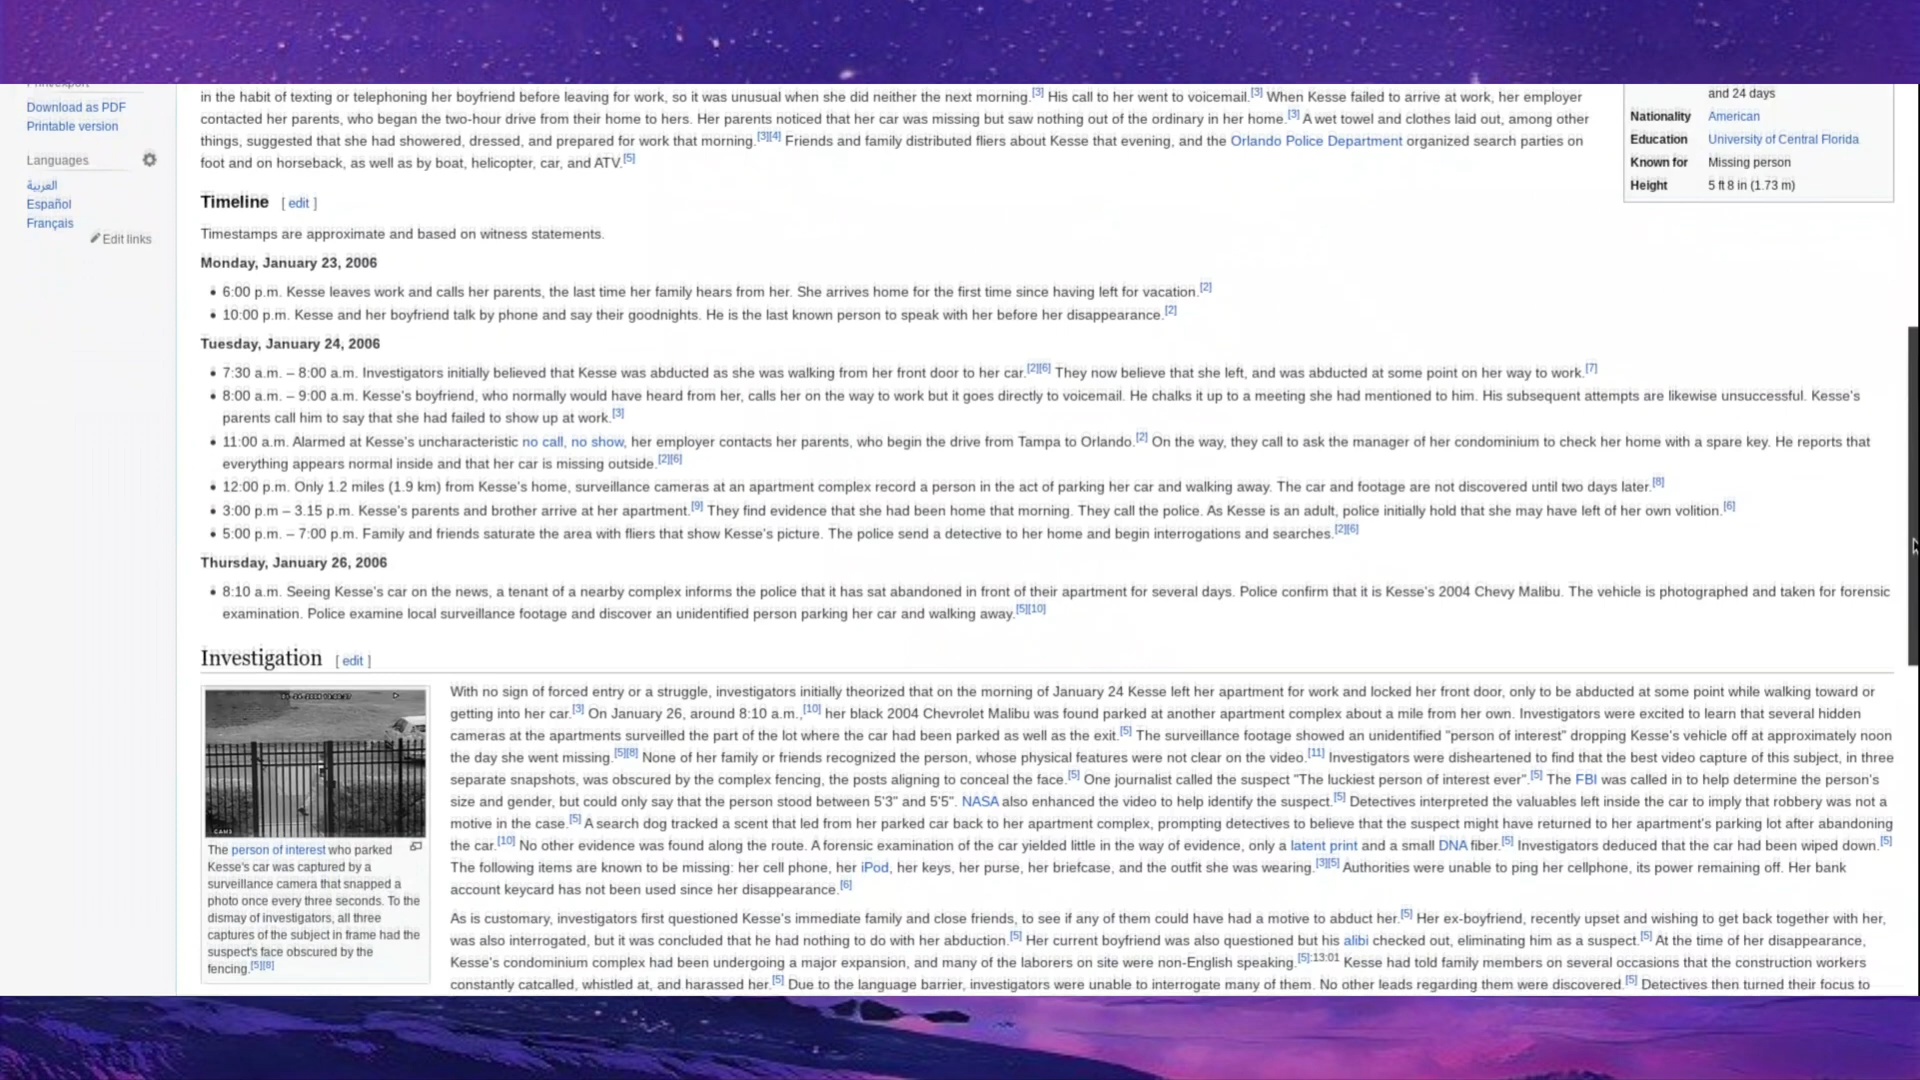 Download as PDF
Printable version
Languages
العربية
Español
Français
Edit links
in the habit of texting or telephoning her boyfriend before leaving for work, so it was unusual when she did neither the next morning.[3] His call to her went to voicemail.[3] When Kesse failed to arrive at work, her employer
contacted her parents, who began the two-hour drive from their home to hers. Her parents noticed that her car was missing but saw nothing out of the ordinary in her home.[3] A wet towel and clothes laid out, among other
things, suggested that she had showered, dressed, and prepared for work that morning.[3][4] Friends and family distributed fliers about Kesse that evening, and the Orlando Police Department organized search parties on
foot and on horseback, as well as by boat, helicopter, car, and ATV.[5]
and 24 days
Nationality American
Education University of Central Florida
Known for Missing person
Height 5 ft 8 in (1.73 m)
Timeline [ edit ]
Timestamps are approximate and based on witness statements.
Monday, January 23, 2006
• 6:00 p.m. Kesse leaves work and calls her parents, the last time her family hears from her. She arrives home for the first time since having left for vacation.[2]
• 10:00 p.m. Kesse and her boyfriend talk by phone and say their goodnights. He is the last known person to speak with her before her disappearance.[2]
Tuesday, January 24, 2006
• 7:30 a.m. – 8:00 a.m. Investigators initially believed that Kesse was abducted as she was walking from her front door to her car.[2][6] They now believe that she left, and was abducted at some point on her way to work.[7]
• 8:00 a.m. – 9:00 a.m. Kesse's boyfriend, who normally would have heard from her, calls her on the way to work but it goes directly to voicemail. He chalks it up to a meeting she had mentioned to him. His subsequent attempts are likewise unsuccessful. Kesse's
parents call him to say that she had failed to show up at work.[3]
• 11:00 a.m. Alarmed at Kesse's uncharacteristic no call, no show, her employer contacts her parents, who begin the drive from Tampa to Orlando.[2] On the way, they call to ask the manager of her condominium to check her home with a spare key. He reports that
everything appears normal inside and that her car is missing outside.[2][6]
• 12:00 p.m. Only 1.2 miles (1.9 km) from Kesse's home, surveillance cameras at an apartment complex record a person in the act of parking her car and walking away. The car and footage are not discovered until two days later.[8]
• 3:00 p.m – 3.15 p.m. Kesse's parents and brother arrive at her apartment.[9] They find evidence that she had been home that morning. They call the police. As Kesse is an adult, police initially hold that she may have left of her own volition.[6]
• 5:00 p.m. – 7:00 p.m. Family and friends saturate the area with fliers that show Kesse's picture. The police send a detective to her home and begin interrogations and searches.[2][6]
Thursday, January 26, 2006
• 8:10 a.m. Seeing Kesse's car on the news, a tenant of a nearby complex informs the police that it has sat abandoned in front of their apartment for several days. Police confirm that it is Kesse's 2004 Chevy Malibu. The vehicle is photographed and taken for forensic
examination. Police examine local surveillance footage and discover an unidentified person parking her car and walking away.[5][10]
Investigation [ edit ]
CAM3
The person of interest who parked
Kesse's car was captured by a
surveillance camera that snapped a
photo once every three seconds. To the
dismay of investigators, all three
captures of the subject in frame had the
suspect's face obscured by the
fencing.[5][8]
With no sign of forced entry or a struggle, investigators initially theorized that on the morning of January 24 Kesse left her apartment for work and locked her front door, only to be abducted at some point while walking toward or
getting into her car.[3] On January 26, around 8:10 a.m.,[10] her black 2004 Chevrolet Malibu was found parked at another apartment complex about a mile from her own. Investigators were excited to learn that several hidden
cameras at the apartments surveilled the part of the lot where the car had been parked as well as the exit.[5] The surveillance footage showed an unidentified "person of interest" dropping Kesse's vehicle off at approximately noon
the day she went missing.[5][8] None of her family or friends recognized the person, whose physical features were not clear on the video.[11] Investigators were disheartened to find that the best video capture of this subject, in three
separate snapshots, was obscured by the complex fencing, the posts aligning to conceal the face.[5] One journalist called the suspect "The luckiest person of interest ever".[5] The FBI was called in to help determine the person's
size and gender, but could only say that the person stood between 5'3" and 5'5". NASA also enhanced the video to help identify the suspect.[5] Detectives interpreted the valuables left inside the car to imply that robbery was not a
motive in the case.[5] A search dog tracked a scent that led from her parked car back to her apartment complex, prompting detectives to believe that the suspect might have returned to her apartment's parking lot after abandoning
the car.[10] No other evidence was found along the route. A forensic examination of the car yielded little in the way of evidence, only a latent print and a small DNA fiber.[5] Investigators deduced that the car had been wiped down.[5]
The following items are known to be missing: her cell phone, her iPod, her keys, her purse, her briefcase, and the outfit she was wearing.[3][5] Authorities were unable to ping her cellphone, its power remaining off. Her bank
account keycard has not been used since her disappearance.[6]
As is customary, investigators first questioned Kesse's immediate family and close friends, to see if any of them could have had a motive to abduct her.[5] Her ex-boyfriend, recently upset and wishing to get back together with her,
was also interrogated, but it was concluded that he had nothing to do with her abduction.[5] Her current boyfriend was also questioned but his alibi checked out, eliminating him as a suspect.[5] At the time of her disappearance,
Kesse's condominium complex had been undergoing a major expansion, and many of the laborers on site were non-English speaking.[5]:13:01 Kesse had told family members on several occasions that the construction workers
constantly catcalled, whistled at, and harassed her.[5] Due to the language barrier, investigators were unable to interrogate many of them. No other leads regarding them were discovered.[5] Detectives then turned their focus to